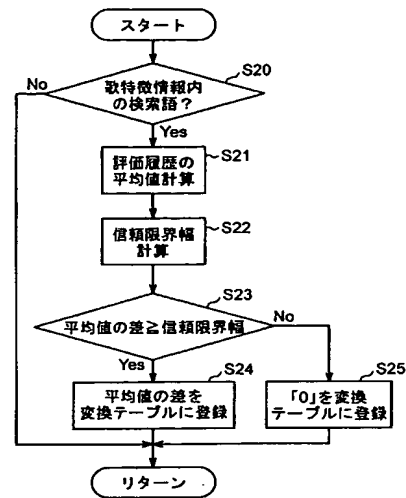 スタート
S20
No
歌特徴情報内
の検索語?
Yes
S21
評価履歴の
平均値計算
S22
信頼限界幅
計算
S23
平均値の差≧信頼限界幅
No
Yes
S24
平均値の差を
変換テーブルに登録
S25
「0」を変換
テーブルに登録
リターン